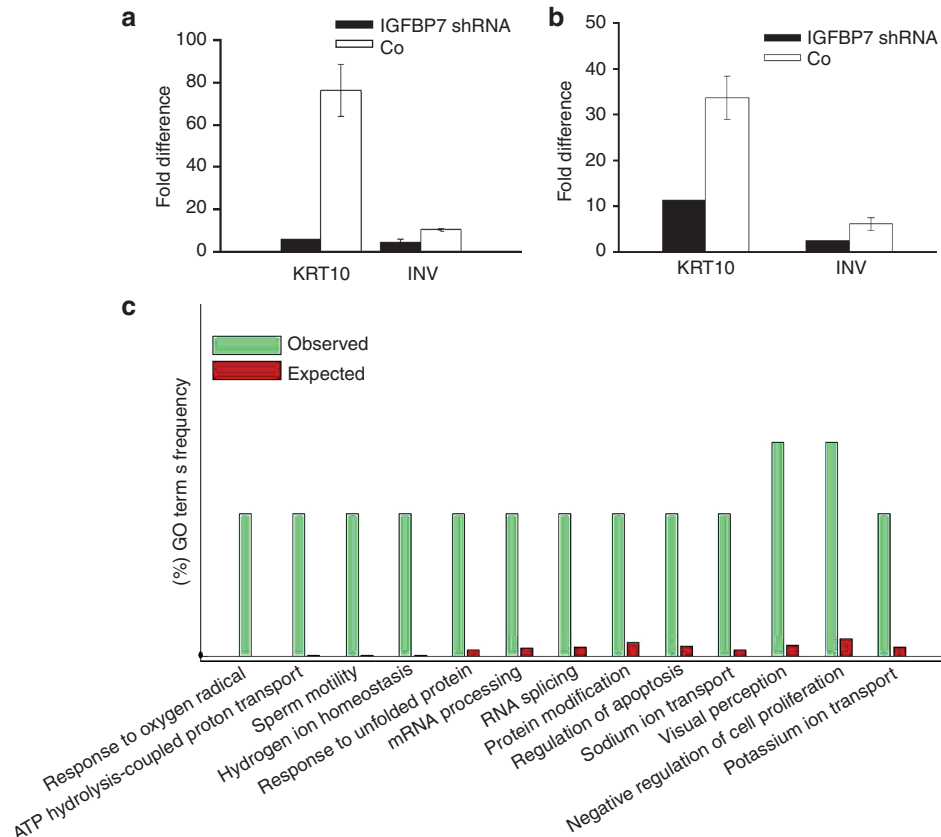 a
IGFBP7 shRNA
Co
100
80
60
40
20
0
Fold difference
KRT10
INV
b
IGFBP7 shRNA
Co
50
40
30
20
10
0
Fold difference
KRT10
INV
c
Observed
Expected
(%) GO term s frequency
Response to oxygen radical
ATP hydrolysis-coupled proton transport
Sperm motility
Hydrogen ion homeostasis
Response to unfolded protein
mRNA processing
RNA splicing
Protein modification
Regulation of apoptosis
Sodium ion transport
Visual perception
Negative regulation of cell proliferation
Potassium ion transport